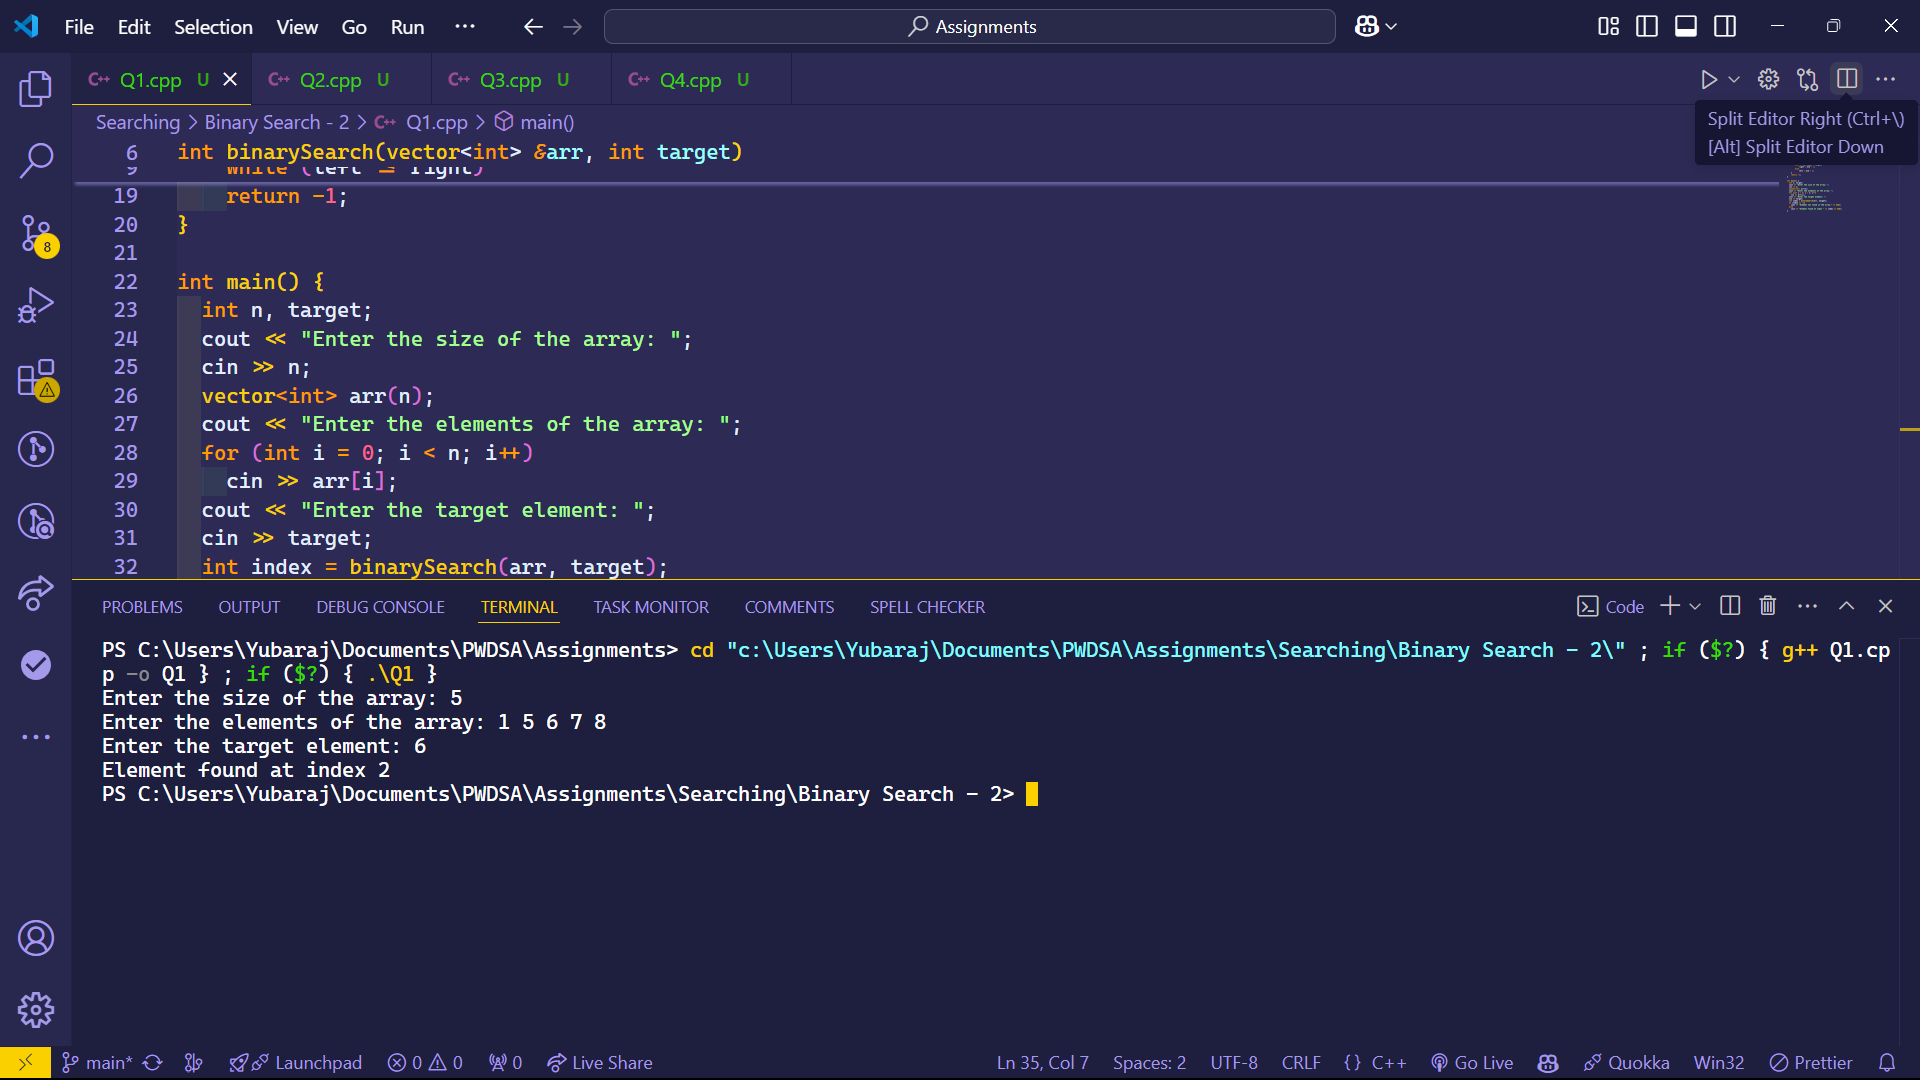 File Edit Selection View Go Run ··· Assignments
C++ Q1.cpp U C++ Q2.cpp U C++ Q3.cpp U C++ Q4.cpp U
Searching > Binary Search - 2 > C++ Q1.cpp > main()
Split Editor Right (Ctrl+\)
[Alt] Split Editor Down
6 int binarySearch(vector<int> &arr, int target)
9 while (left <= right)
19 return -1;
20 }
21
22 int main() {
23 int n, target;
24 cout << "Enter the size of the array: ";
25 cin >> n;
26 vector<int> arr(n);
27 cout << "Enter the elements of the array: ";
28 for (int i = 0; i < n; i++)
29 cin >> arr[i];
30 cout << "Enter the target element: ";
31 cin >> target;
32 int index = binarySearch(arr, target);
8
PROBLEMS OUTPUT DEBUG CONSOLE TERMINAL TASK MONITOR COMMENTS SPELL CHECKER Code
PS C:\Users\Yubaraj\Documents\PWDSA\Assignments> cd "c:\Users\Yubaraj\Documents\PWDSA\Assignments\Searching\Binary Search - 2\" ; if ($?) { g++ Q1.cp
p -o Q1 } ; if ($?) { .\Q1 }
Enter the size of the array: 5
Enter the elements of the array: 1 5 6 7 8
Enter the target element: 6
Element found at index 2
PS C:\Users\Yubaraj\Documents\PWDSA\Assignments\Searching\Binary Search - 2>
main* Launchpad 0 0 0 Live Share Ln 35, Col 7 Spaces: 2 UTF-8 CRLF {} C++ Go Live Quokka Win32 Prettier